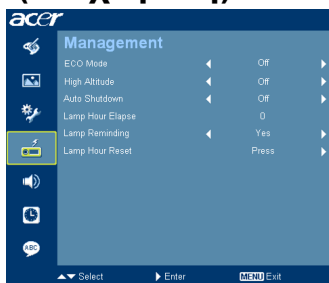 acer
Management
ECO Mode Off
High Altitude Off
Auto Shutdown Off
Lamp Hour Elapse 0
Lamp Reminding Yes
Lamp Hour Reset Press
ABC
Select Enter MENU Exit